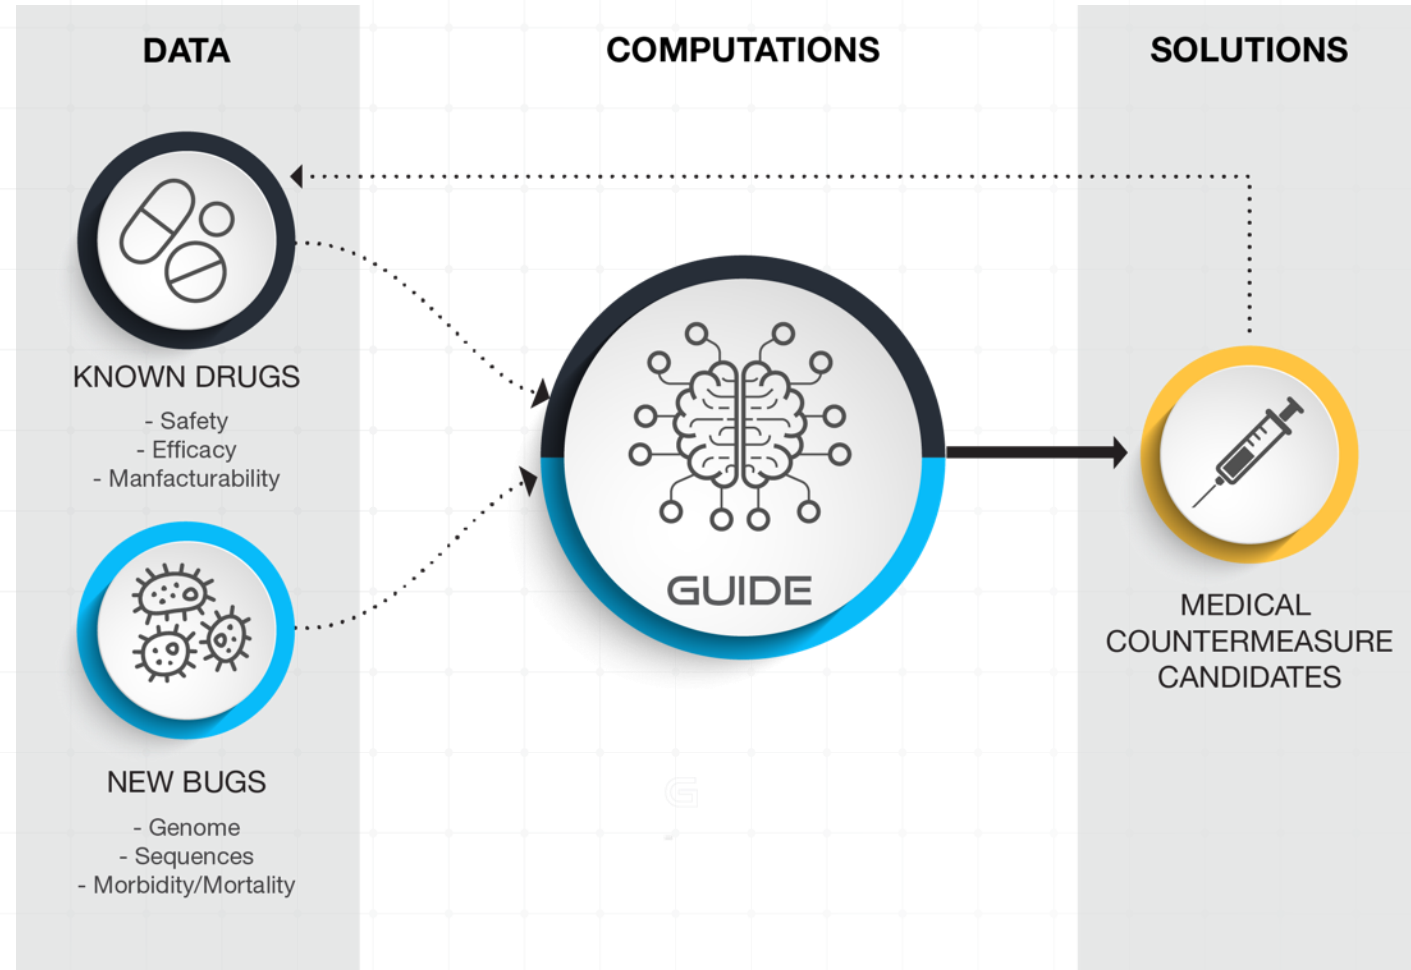 DATA
COMPUTATIONS
SOLUTIONS
KNOWN DRUGS
- Safety
- Efficacy
- Manfacturability
NEW BUGS
- Genome
- Sequences
- Morbidity/Mortality
GUIDE
G
MEDICAL
COUNTERMEASURE
CANDIDATES